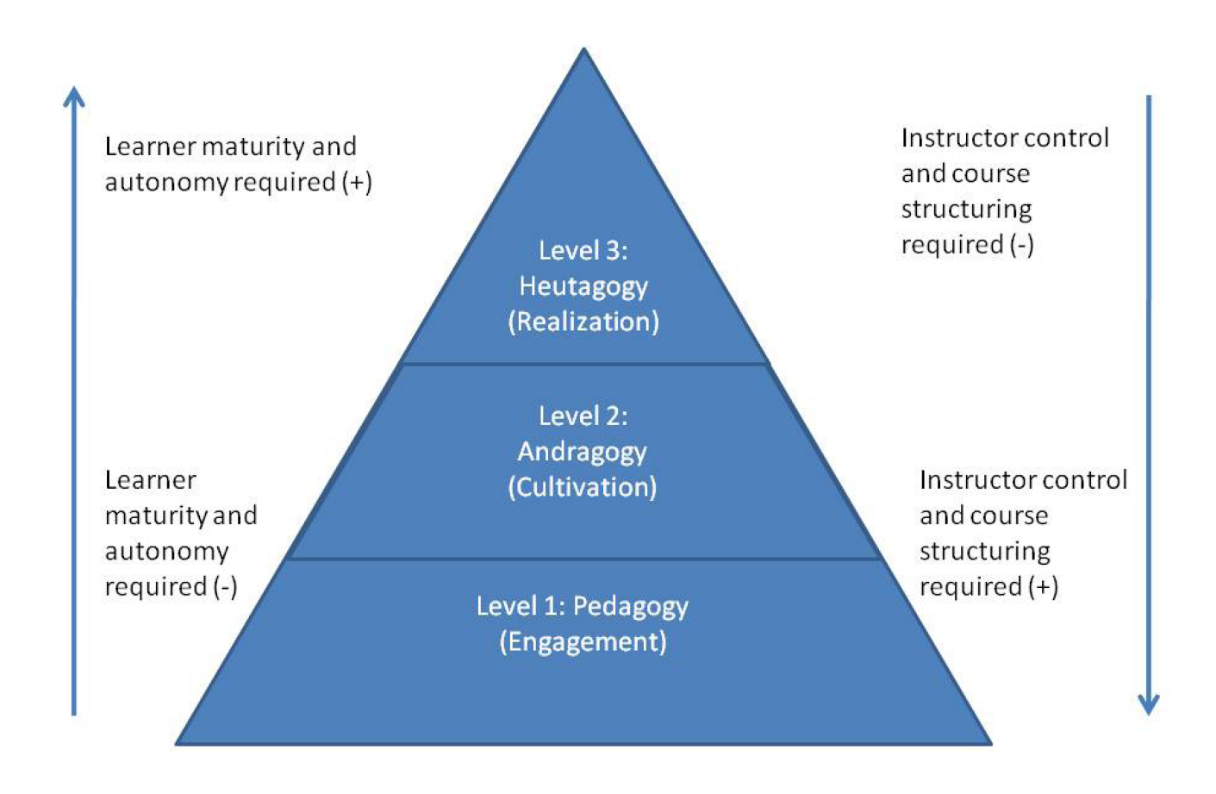 Learner maturity and
autonomy required (+)
Instructor control
and course
structuring
required (-)
Level 3:
Heutagogy
(Realization)
Level 2:
Andragogy
(Cultivation)
Learner
maturity and
autonomy
required (-)
Instructor control
and course
structuring
required (+)
Level 1: Pedagogy
(Engagement)